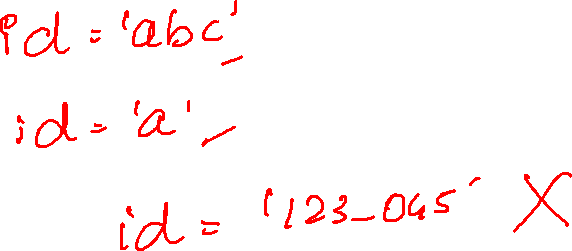 id = 'abc'
id = 'a'
id = '123_045' X